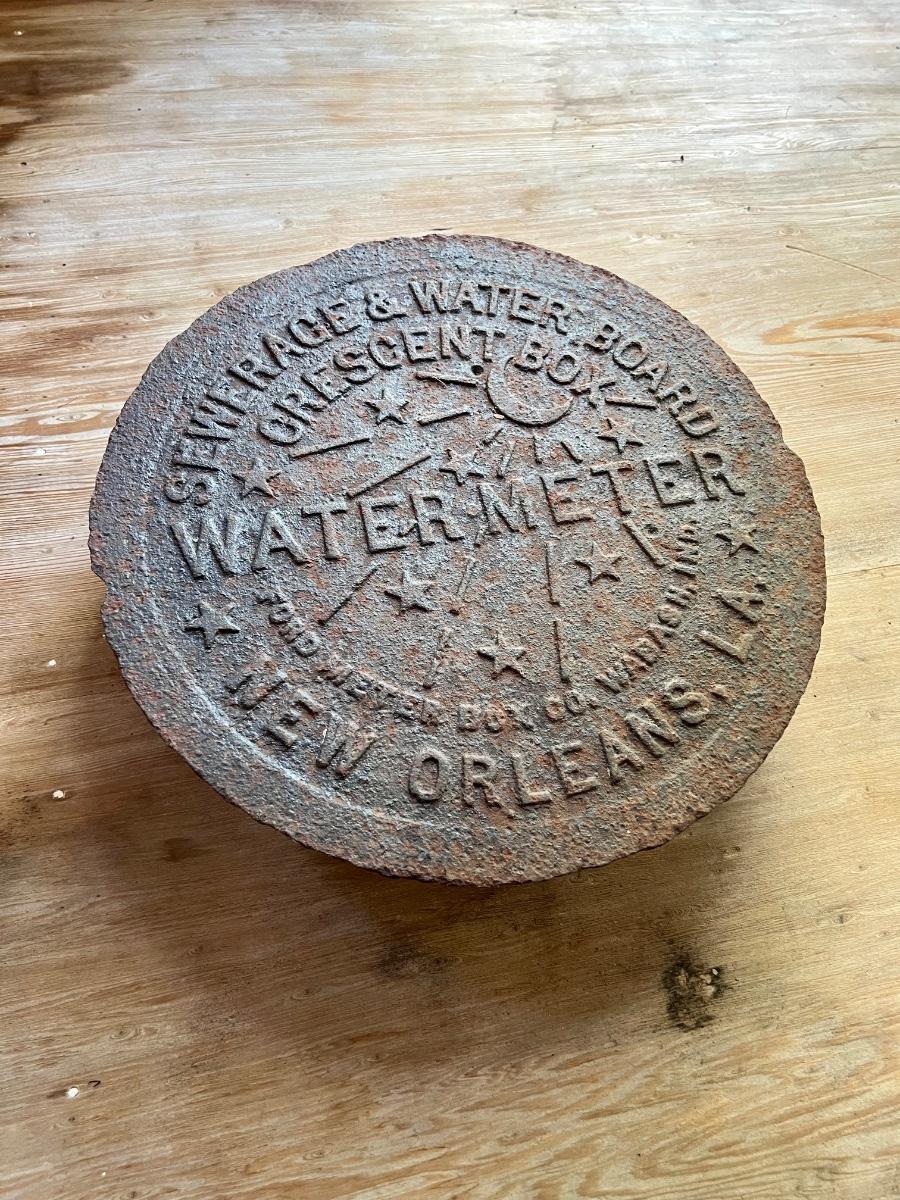 SEWERAGE & WATER BOARD
CRESCENT BOX
WATER METER
FORD METER BOX CO. WABASH, IND.
NEW ORLEANS, LA.